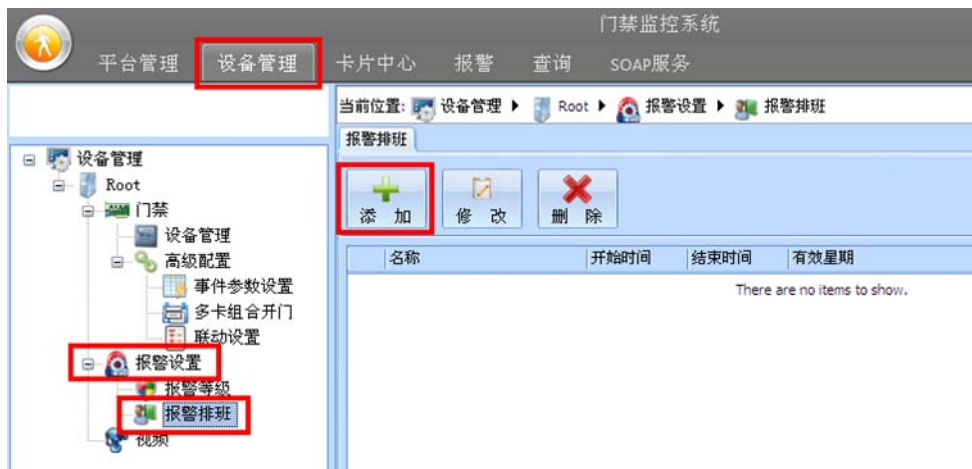 门禁监控系统
平台管理 设备管理 卡片中心 报警 查询 SOAP服务
当前位置: 设备管理 Root 报警设置 报警排班
报警排班
添 加 修 改 删 除
名称 开始时间 结束时间 有效星期
There are no items to show.
设备管理
Root
门禁
设备管理
高级配置
事件参数设置
多卡组合开门
联动设置
报警设置
报警等级
报警排班
视频